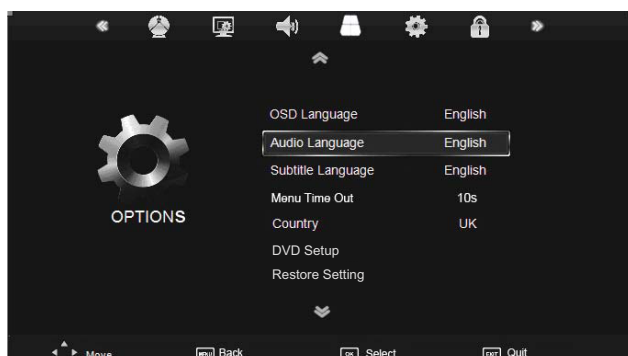 OSD Language English
Audio Language English
Subtitle Language English
Menu Time Out 10s
Country UK
DVD Setup
Restore Setting
OPTIONS
Move MENU Back OK Select EXIT Quit